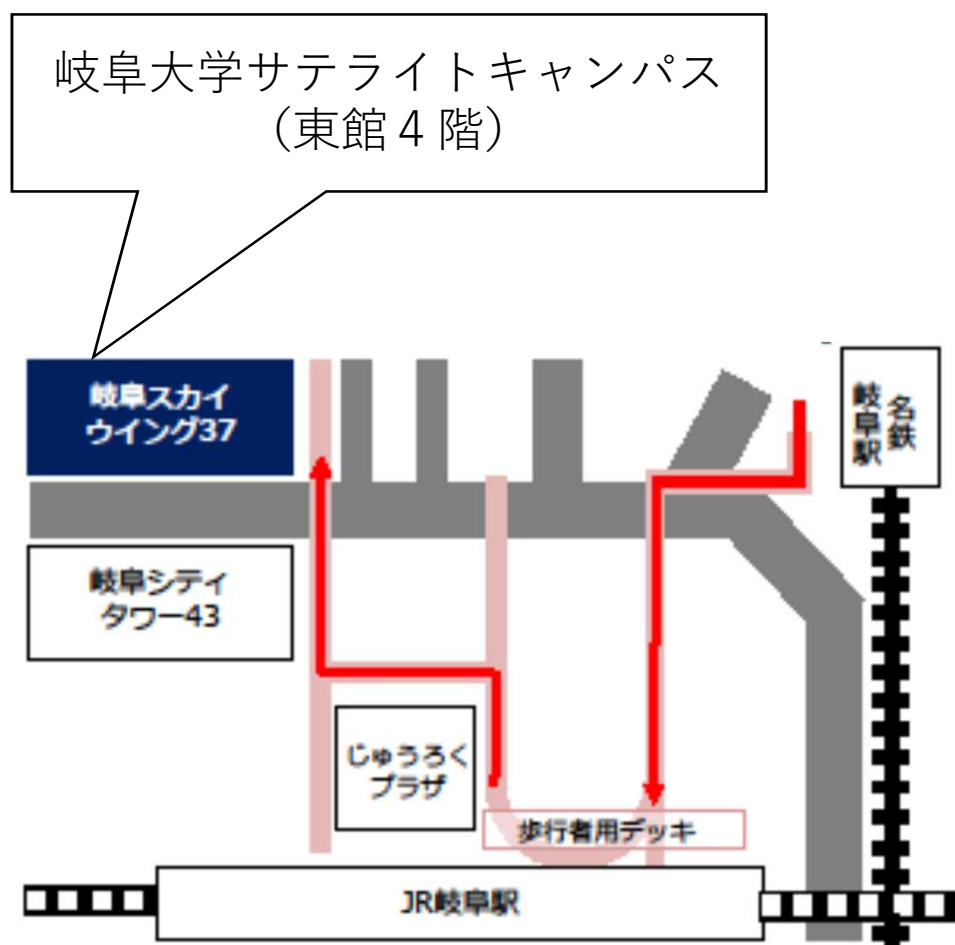 岐阜大学サテライトキャンパス
（東館４階）
岐阜スカイ
ウイング37
名鉄
岐阜駅
岐阜シティ
タワー43
じゅうろく
プラザ
歩行者用デッキ
JR岐阜駅